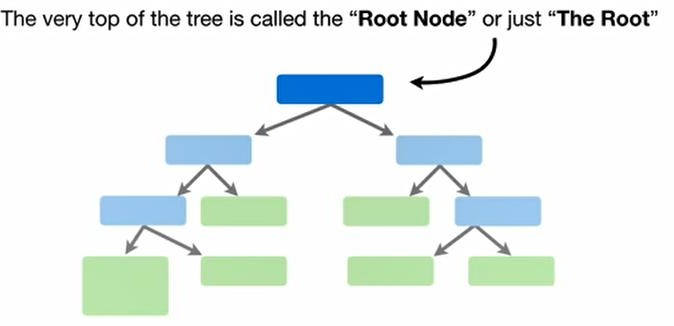 The very top of the tree is called the “Root Node” or just “The Root”